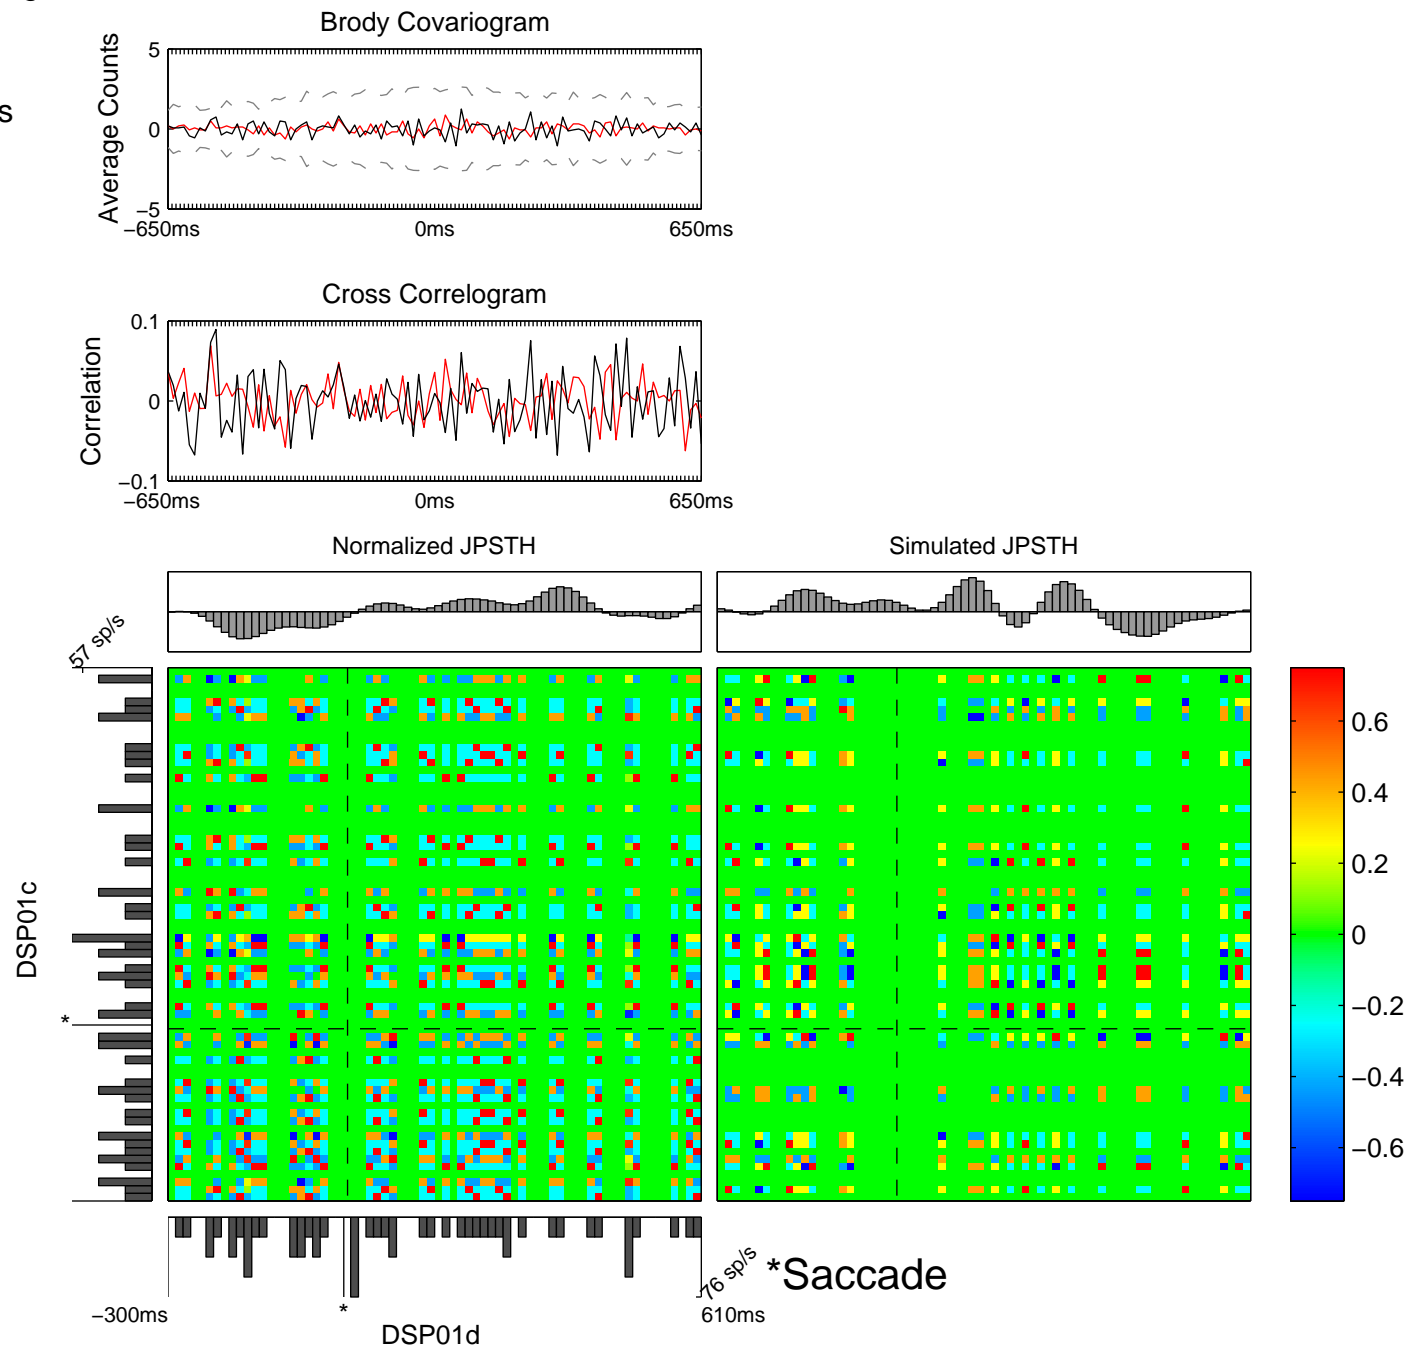 Brody Covariogram
Average Counts
5
0
−5
−650ms
0ms
650ms
s
Cross Correlogram
Correlation
0.1
0
−0.1
−650ms
0ms
650ms
Normalized JPSTH
Simulated JPSTH
57 sp/s
DSP01c
*
0.6
0.4
0.2
0
−0.2
−0.4
−0.6
76 sp/s
*Saccade
−300ms
*
610ms
DSP01d